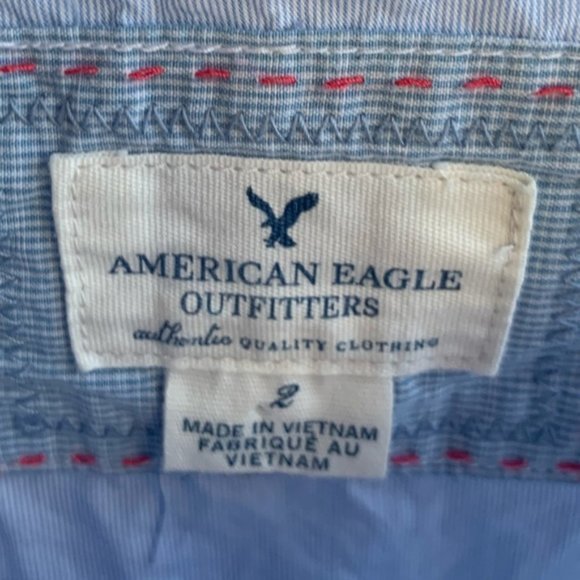 AMERICAN EAGLE
OUTFITTERS
authentic QUALITY CLOTHING
2
MADE IN VIETNAM
FABRIQUÉ AU
VIETNAM